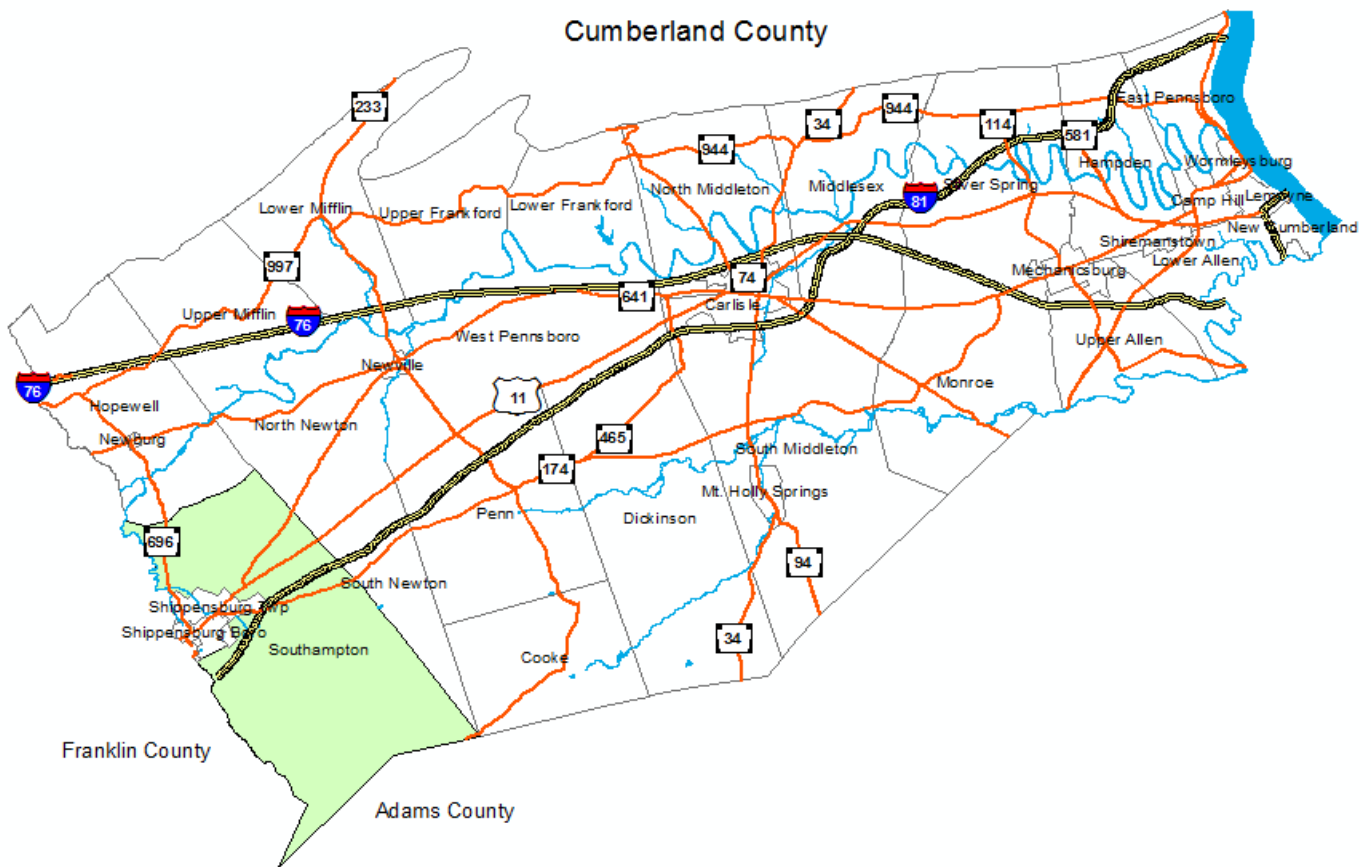 Cumberland County
233
944
34
944
114
581
East Pennsboro
Hampden
Wormleysburg
North Middleton
Middlesex
Silver Spring
81
Camp Hill
Lemoyne
Lower Mifflin
Upper Frankford
Lower Frankford
New Cumberland
Shiremanstown
Lower Allen
997
74
Mechanicsburg
641
Carlisle
Upper Mifflin
76
West Pennsboro
Newville
Upper Allen
76
11
Monroe
Hopewell
North Newton
Newburg
465
174
South Middleton
Mt. Holly Springs
Penn
Dickinson
696
94
South Newton
Shippensburg Twp
Shippensburg Boro
34
Southampton
Cooke
Franklin County
Adams County